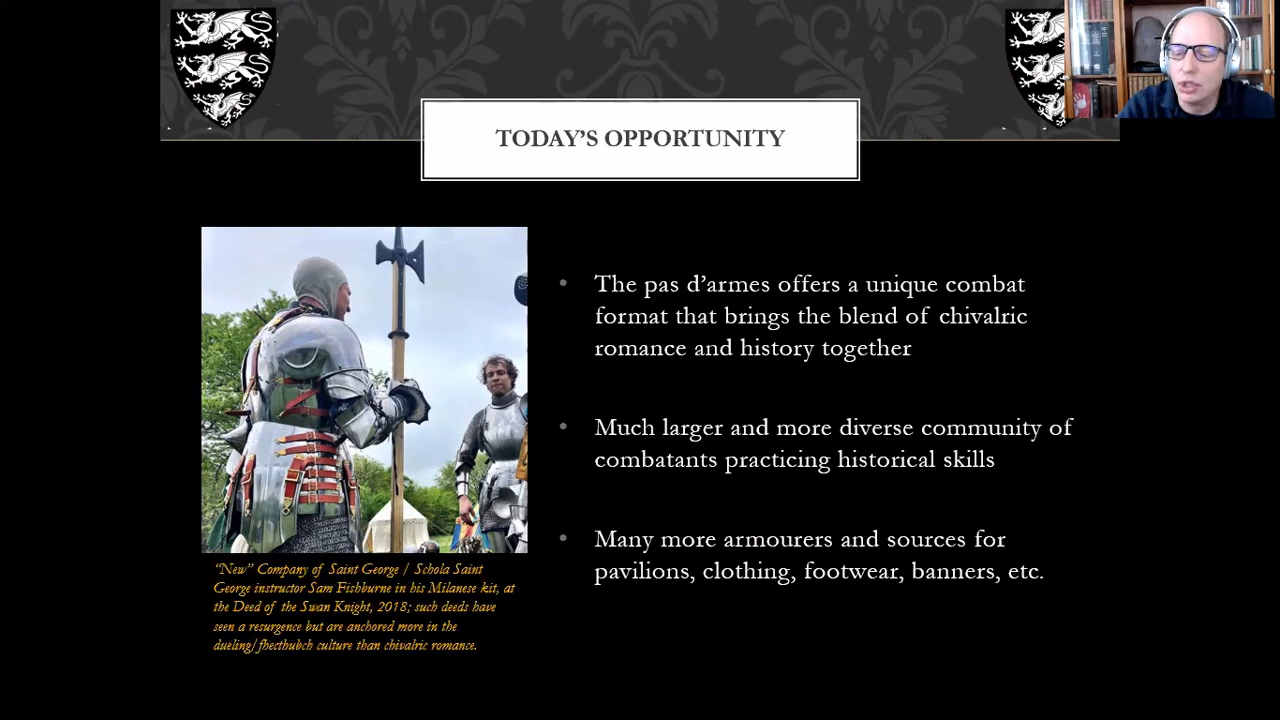 TODAY'S OPPORTUNITY
• The pas d'armes offers a unique combat
format that brings the blend of chivalric
romance and history together
• Much larger and more diverse community of
combatants practicing historical skills
• Many more armourers and sources for
pavilions, clothing, footwear, banners, etc.
“New” Company of Saint George / Schola Saint
George instructor Sam Fishburne in his Milanese kit, at
the Deed of the Swan Knight, 2018; such deeds have
seen a resurgence but are anchored more in the
dueling/fhecthubch culture than chivalric romance.